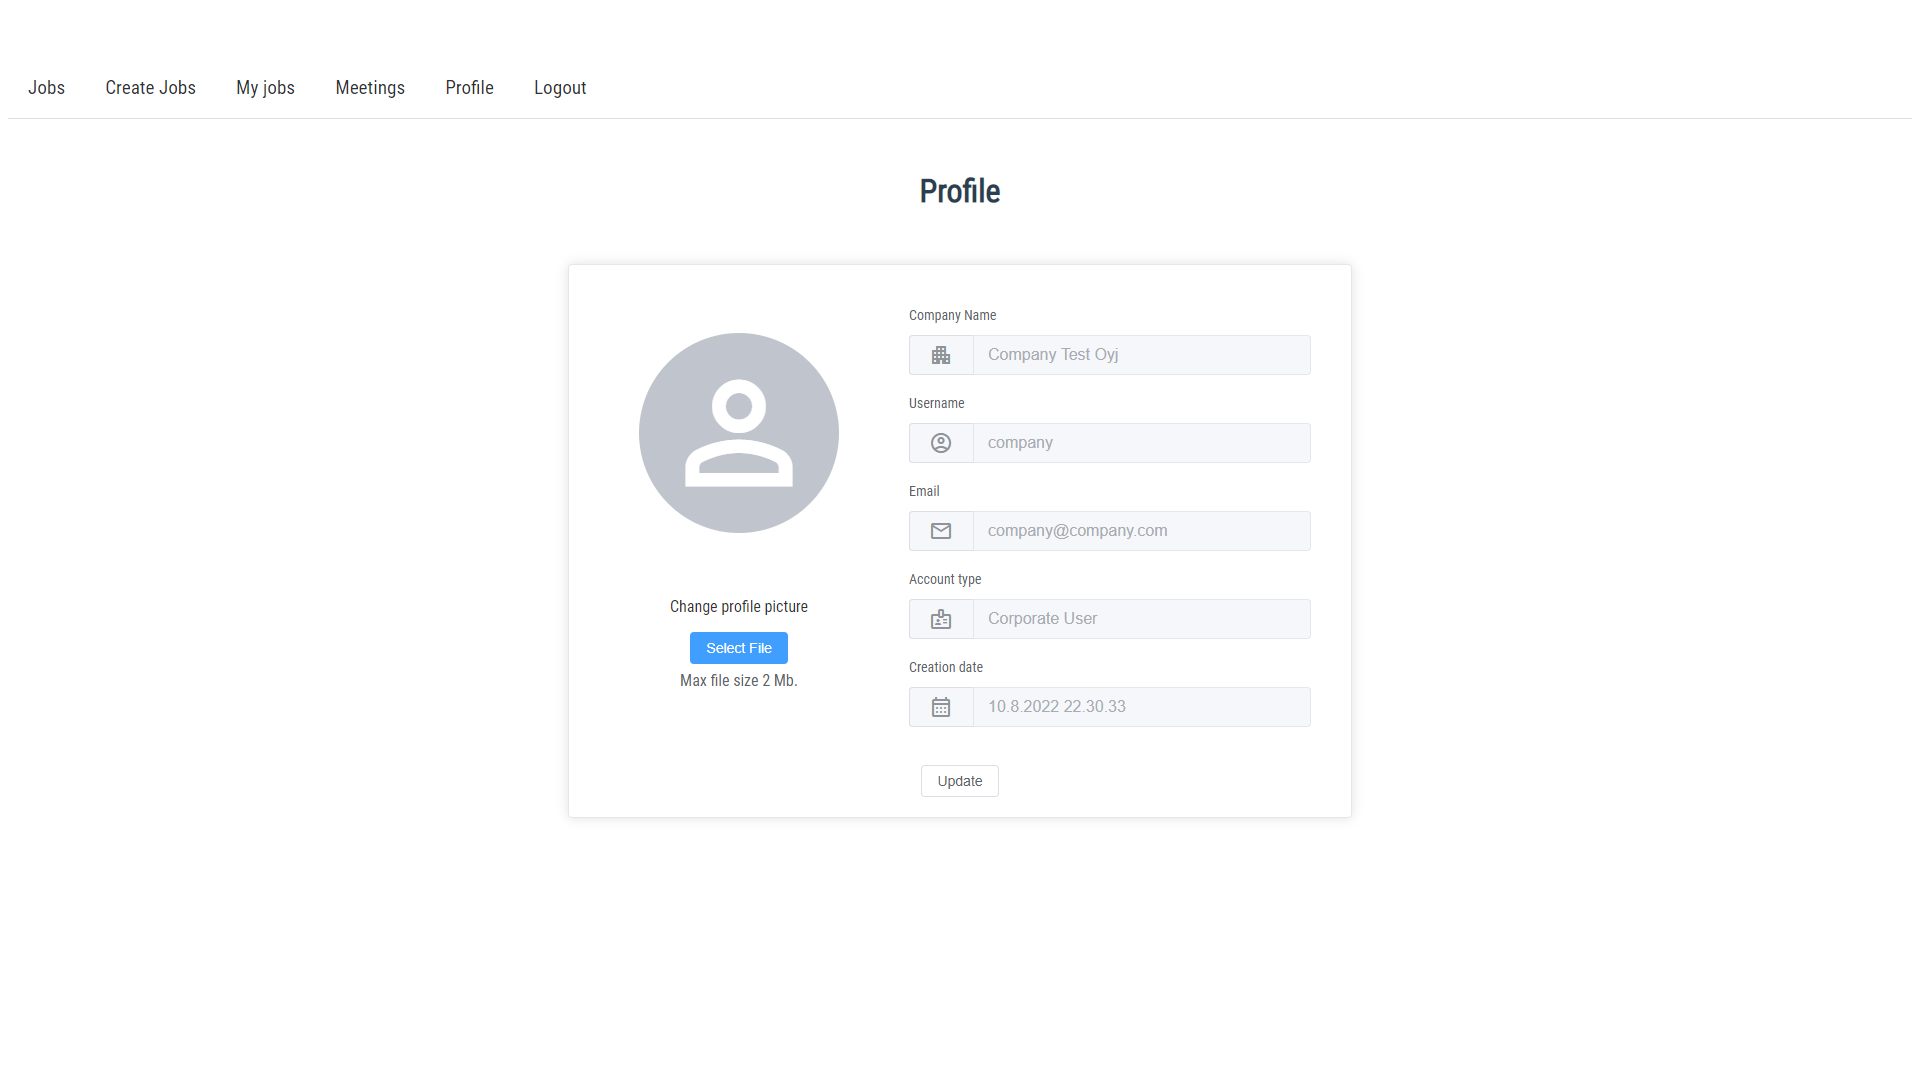 Jobs Create Jobs My jobs Meetings Profile Logout
Profile
Change profile picture
Select File
Max file size 2 Mb.
Company Name
Company Test Oyj
Username
company
Email
company@company.com
Account type
Corporate User
Creation date
10.8.2022 22.30.33
Update